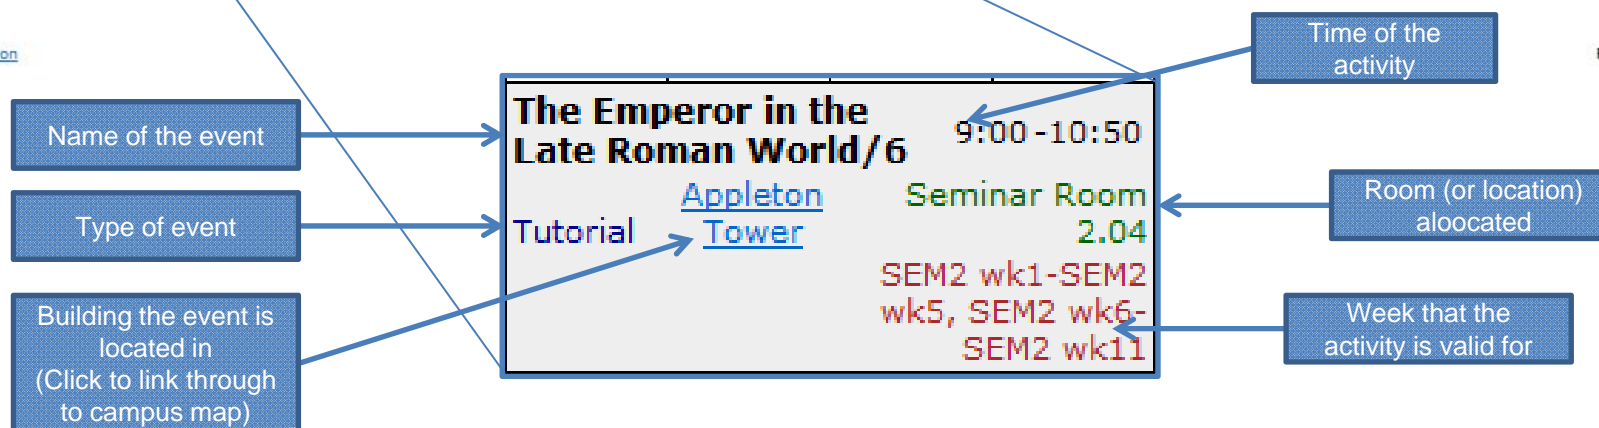 on
Time of the
activity
Name of the event
The Emperor in the
Late Roman World/6
9:00-10:50
Type of event
Tutorial
Appleton
Tower
Seminar Room
2.04
Room (or location)
aloocated
SEM2 wk1-SEM2
wk5, SEM2 wk6-
SEM2 wk11
Building the event is
located in
(Click to link through
to campus map)
Week that the
activity is valid for